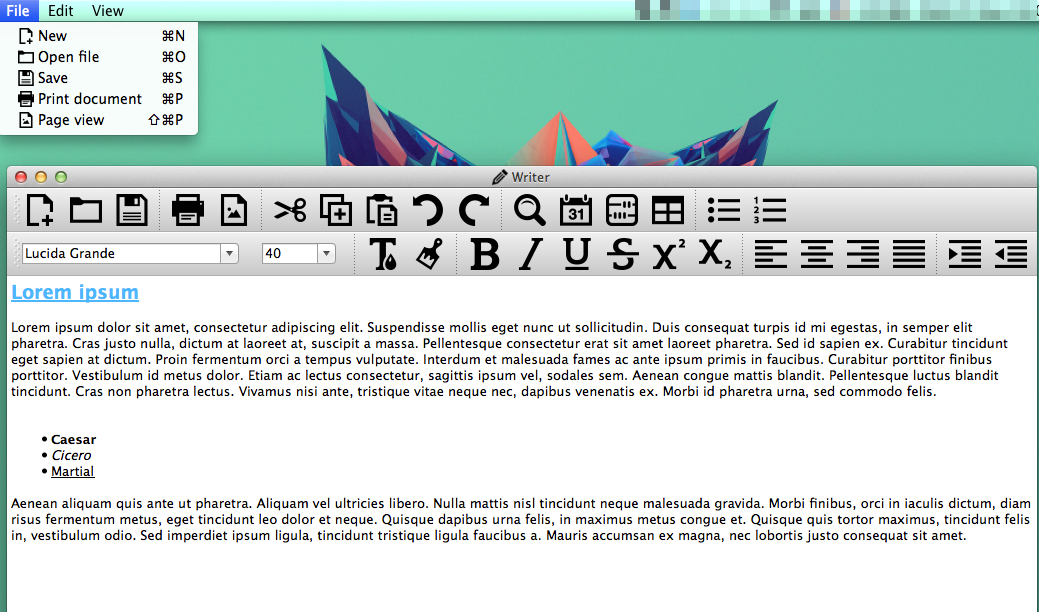 File Edit View
New ⌘N
Open file ⌘O
Save ⌘S
Print document ⌘P
Page view ⇧⌘P
Writer
31
1
2
3
Lucida Grande 40 T B I U S X² X₂
Lorem ipsum
Lorem ipsum dolor sit amet, consectetur adipiscing elit. Suspendisse mollis eget nunc ut sollicitudin. Duis consequat turpis id mi egestas, in semper elit
pharetra. Cras justo nulla, dictum at laoreet at, suscipit a massa. Pellentesque consectetur erat sit amet laoreet pharetra. Sed id sapien ex. Curabitur tincidunt
eget sapien at dictum. Proin fermentum orci a tempus vulputate. Interdum et malesuada fames ac ante ipsum primis in faucibus. Curabitur porttitor finibus
porttitor. Vestibulum id metus dolor. Etiam ac lectus consectetur, sagittis ipsum vel, sodales sem. Aenean congue mattis blandit. Pellentesque luctus blandit
tincidunt. Cras non pharetra lectus. Vivamus nisi ante, tristique vitae neque nec, dapibus venenatis ex. Morbi id pharetra urna, sed commodo felis.
• Caesar
• Cicero
• Martial
Aenean aliquam quis ante ut pharetra. Aliquam vel ultricies libero. Nulla mattis nisl tincidunt neque malesuada gravida. Morbi finibus, orci in iaculis dictum, diam
risus fermentum metus, eget tincidunt leo dolor et neque. Quisque dapibus urna felis, in maximus metus congue et. Quisque quis tortor maximus, tincidunt felis
in, vestibulum odio. Sed imperdiet ipsum ligula, tincidunt tristique ligula faucibus a. Mauris accumsan ex magna, nec lobortis justo consequat sit amet.